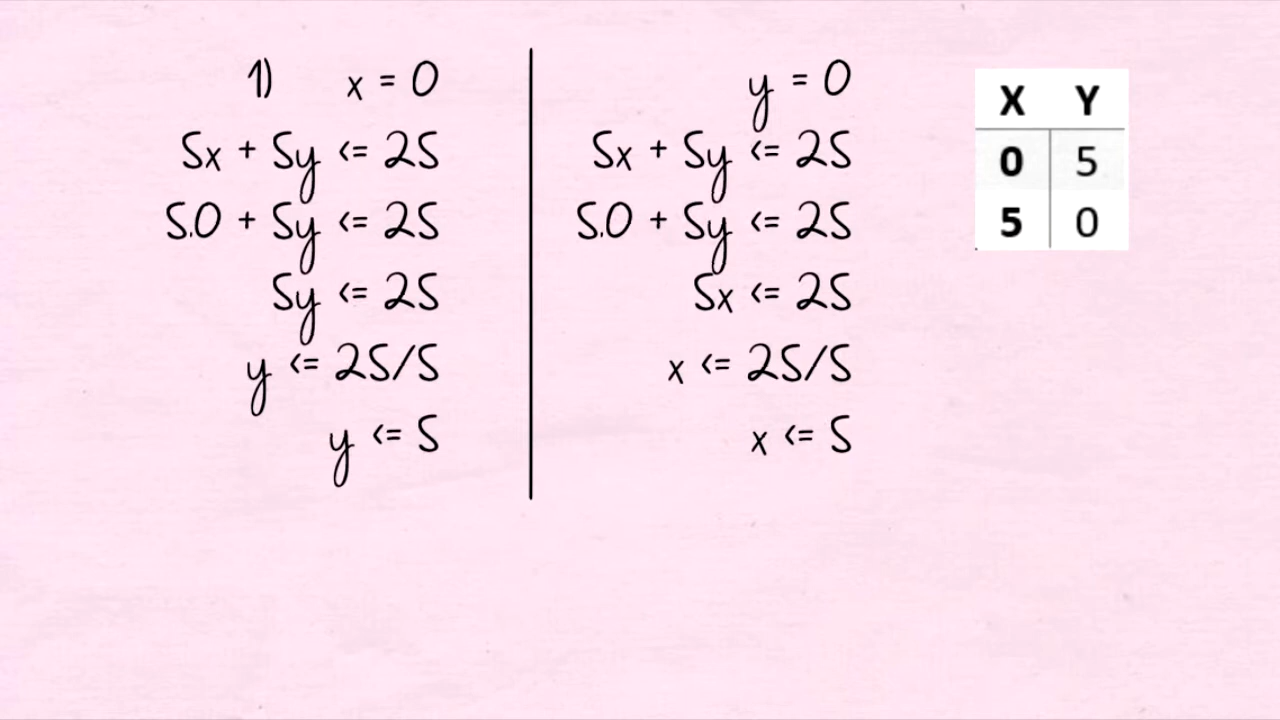 1) x = 0
5x + 5y <= 25
5.0 + 5y <= 25
5y <= 25
y <= 25/5
y <= 5
y = 0
5x + 5y <= 25
5.0 + 5y <= 25
5x <= 25
x <= 25/5
x <= 5
X Y
0 5
5 0